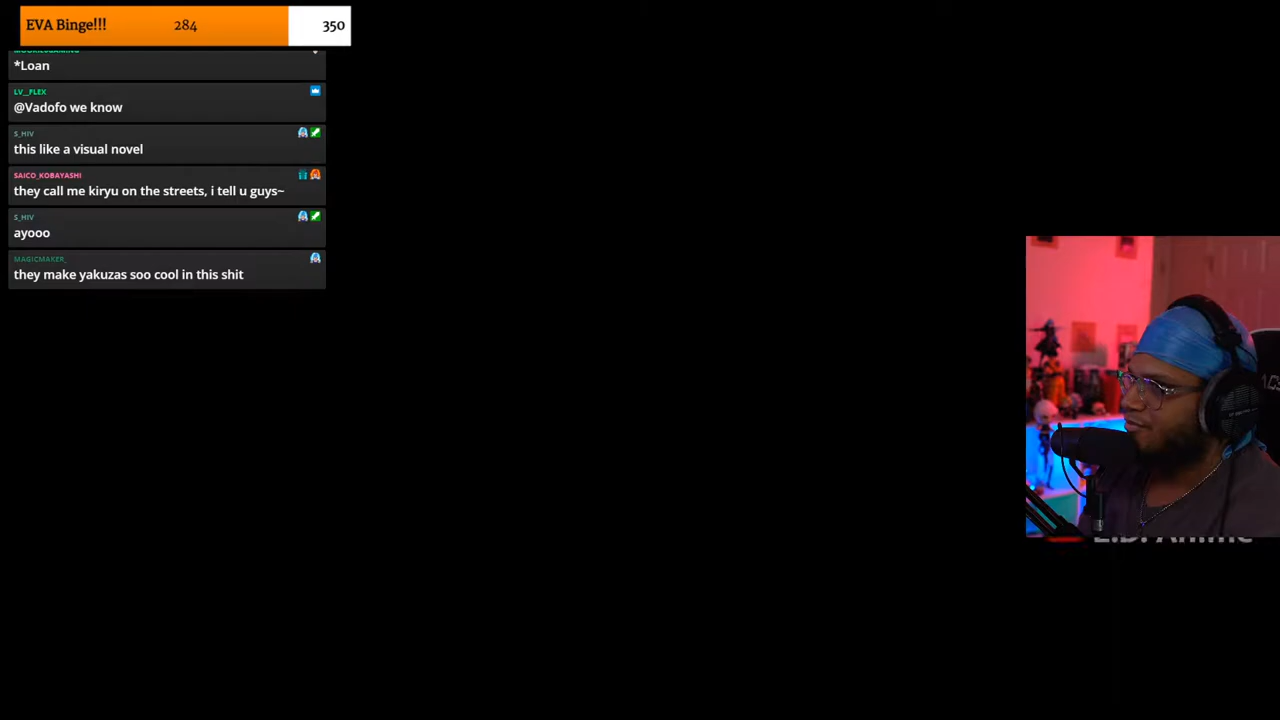 EVA Binge!!! 284 350
*Loan
LV__FLEX
@Vadofo we know
S_HIV
this like a visual novel
SAICO_KOBAYASHI
they call me kiryu on the streets, i tell u guys~
S_HIV
ayooo
MAGICMAKER_
they make yakuzas soo cool in this shit